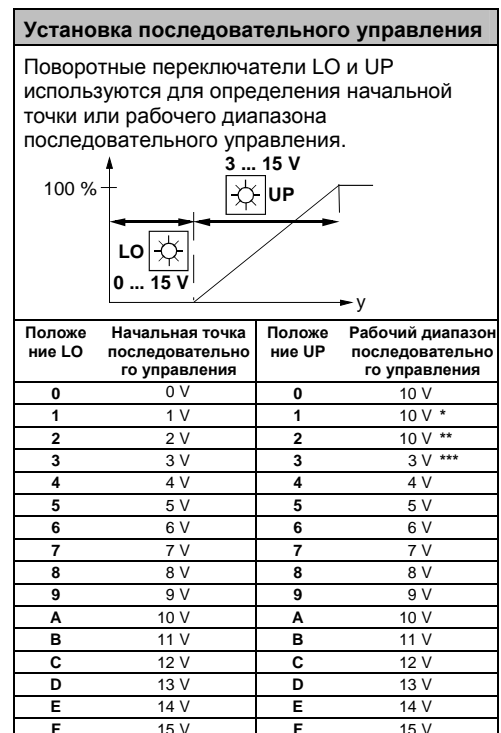 Установка последовательного управления
Поворотные переключатели LO и UP
используются для определения начальной
точки или рабочего диапазона
последовательного управления.
3 ... 15 V
100 %
UP
LO
0 ... 15 V
y
Положе Начальная точка Положе Рабочий диапазон
ние LO последовательно ние UP последовательно
го управления го управления
0 0 V 0 10 V
1 1 V 1 10 V *
2 2 V 2 10 V **
3 3 V 3 3 V ***
4 4 V 4 4 V
5 5 V 5 5 V
6 6 V 6 6 V
7 7 V 7 7 V
8 8 V 8 8 V
9 9 V 9 9 V
A 10 V A 10 V
B 11 V B 11 V
C 12 V C 12 V
D 13 V D 13 V
E 14 V E 14 V
F 15 V F 15 V